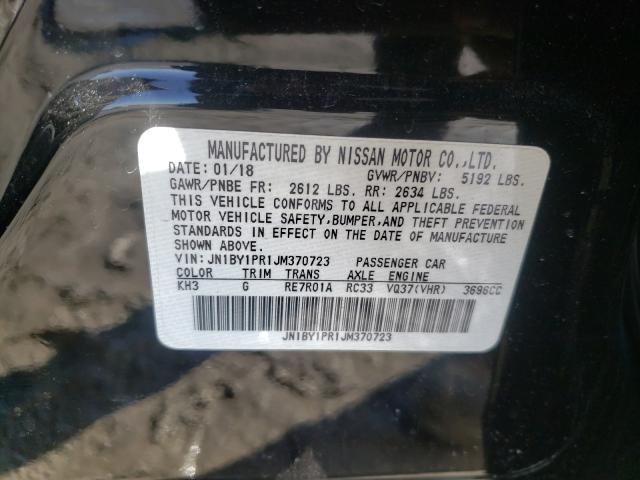 MANUFACTURED BY NISSAN MOTOR CO.,LTD.
DATE: 01/18 GVWR/PNBV: 5192 LBS.
GAWR/PNBE FR: 2612 LBS. RR: 2634 LBS.
THIS VEHICLE CONFORMS TO ALL APPLICABLE FEDERAL
MOTOR VEHICLE SAFETY,BUMPER,AND THEFT PREVENTION
STANDARDS IN EFFECT ON THE DATE OF MANUFACTURE
SHOWN ABOVE.
VIN: JN1BY1PR1JM370723 PASSENGER CAR
COLOR TRIM TRANS AXLE ENGINE
KH3 G RE7R01A RC33 VQ37(VHR) 3696CC
JN1BY1PR1JM370723